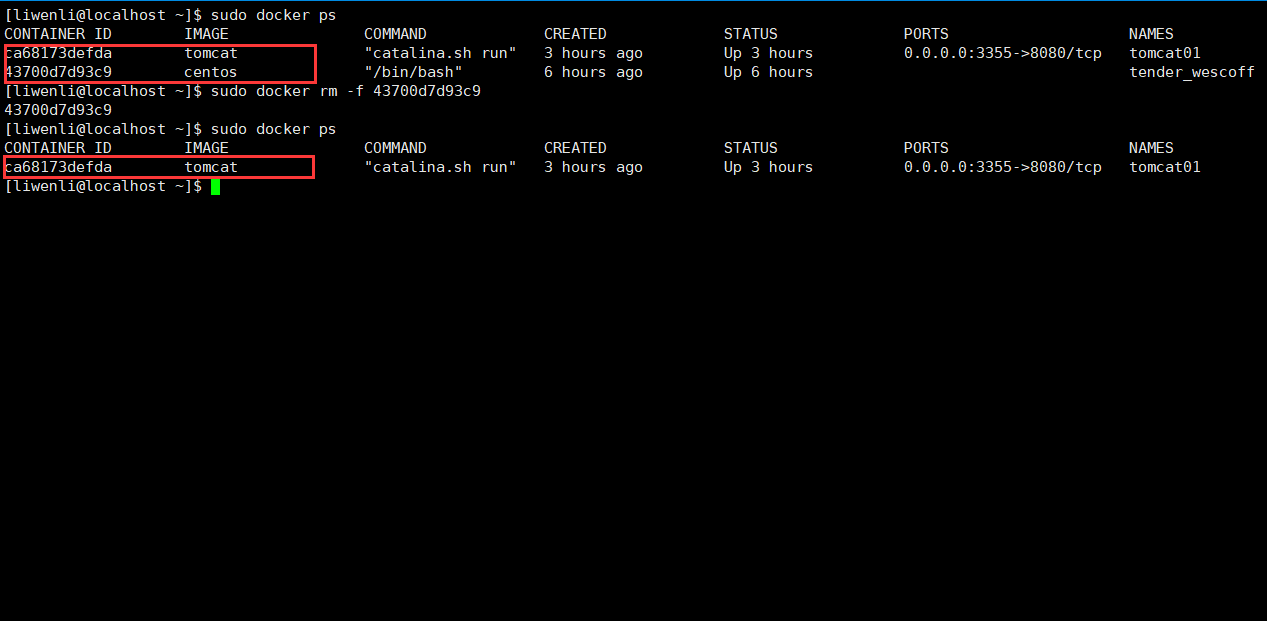 [liwenli@localhost ~]$ sudo docker ps
CONTAINER ID        IMAGE               COMMAND             CREATED             STATUS              PORTS                    NAMES
ca68173defda        tomcat              "catalina.sh run"   3 hours ago         Up 3 hours          0.0.0.0:3355->8080/tcp   tomcat01
43700d7d93c9        centos              "/bin/bash"         6 hours ago         Up 6 hours                                   tender_wescoff
[liwenli@localhost ~]$ sudo docker rm -f 43700d7d93c9
43700d7d93c9
[liwenli@localhost ~]$ sudo docker ps
CONTAINER ID        IMAGE               COMMAND             CREATED             STATUS              PORTS                    NAMES
ca68173defda        tomcat              "catalina.sh run"   3 hours ago         Up 3 hours          0.0.0.0:3355->8080/tcp   tomcat01
[liwenli@localhost ~]$